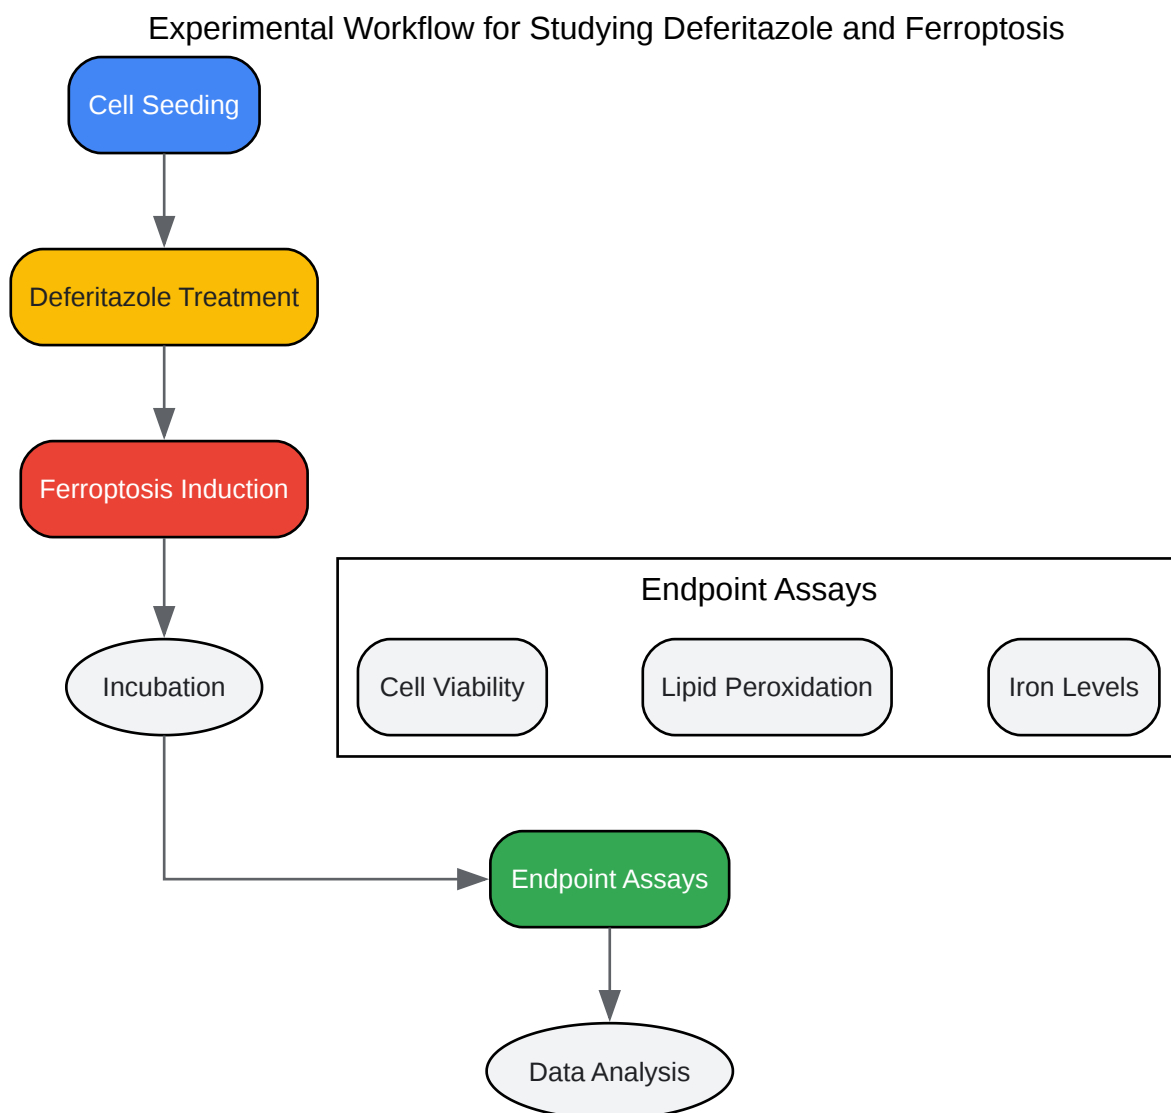 Experimental Workflow for Studying Deferitazole and Ferroptosis
Cell Seeding
Deferitazole Treatment
Ferroptosis Induction
Incubation
Endpoint Assays
Cell Viability
Lipid Peroxidation
Iron Levels
Endpoint Assays
Data Analysis